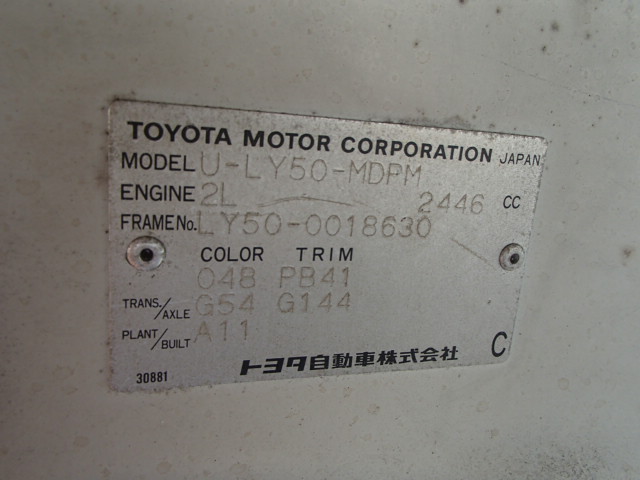 TOYOTA MOTOR CORPORATION JAPAN
MODEL U-LY50-MDPM
ENGINE 2L 2446 CC
FRAME No. LY50-0018630
COLOR TRIM
048 PB41
TRANS./AXLE G54 G144
PLANT/BUILT A11
トヨタ自動車株式会社 C
30881